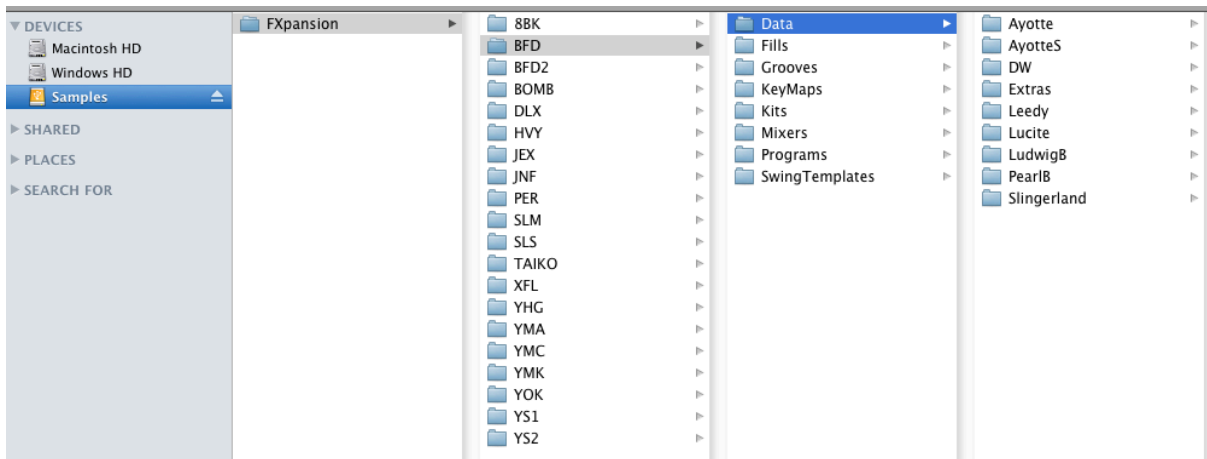 DEVICES
Macintosh HD
Windows HD
Samples
SHARED
PLACES
SEARCH FOR
FXpansion
8BK
BFD
BFD2
BOMB
DLX
HVY
JEX
JNF
PER
SLM
SLS
TAIKO
XFL
YHG
YMA
YMC
YMK
YOK
YS1
YS2
Data
Fills
Grooves
KeyMaps
Kits
Mixers
Programs
SwingTemplates
Ayotte
AyotteS
DW
Extras
Leedy
Lucite
LudwigB
PearlB
Slingerland